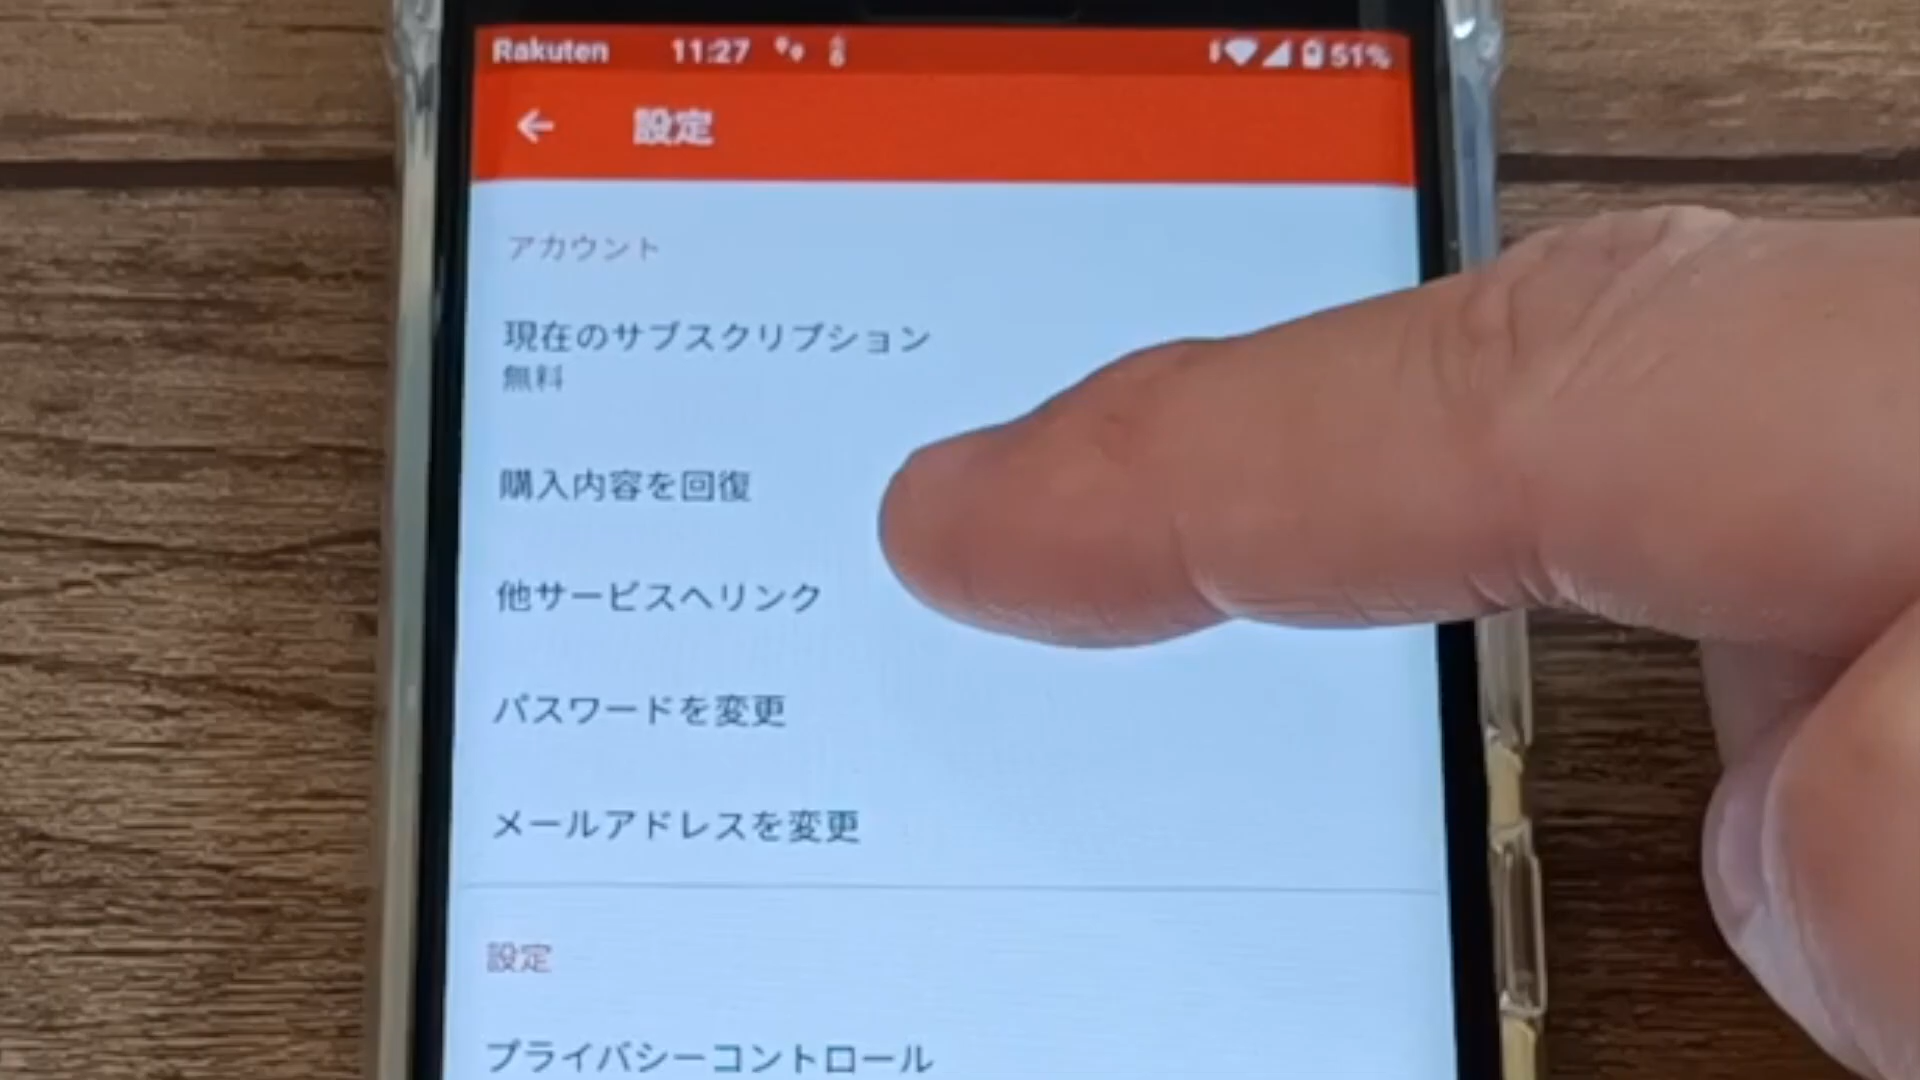 Rakuten 11:27 51%
設定
アカウント
現在のサブスクリプション
無料
購入内容を回復
他サービスへリンク
パスワードを変更
メールアドレスを変更
設定
プライバシーコントロール